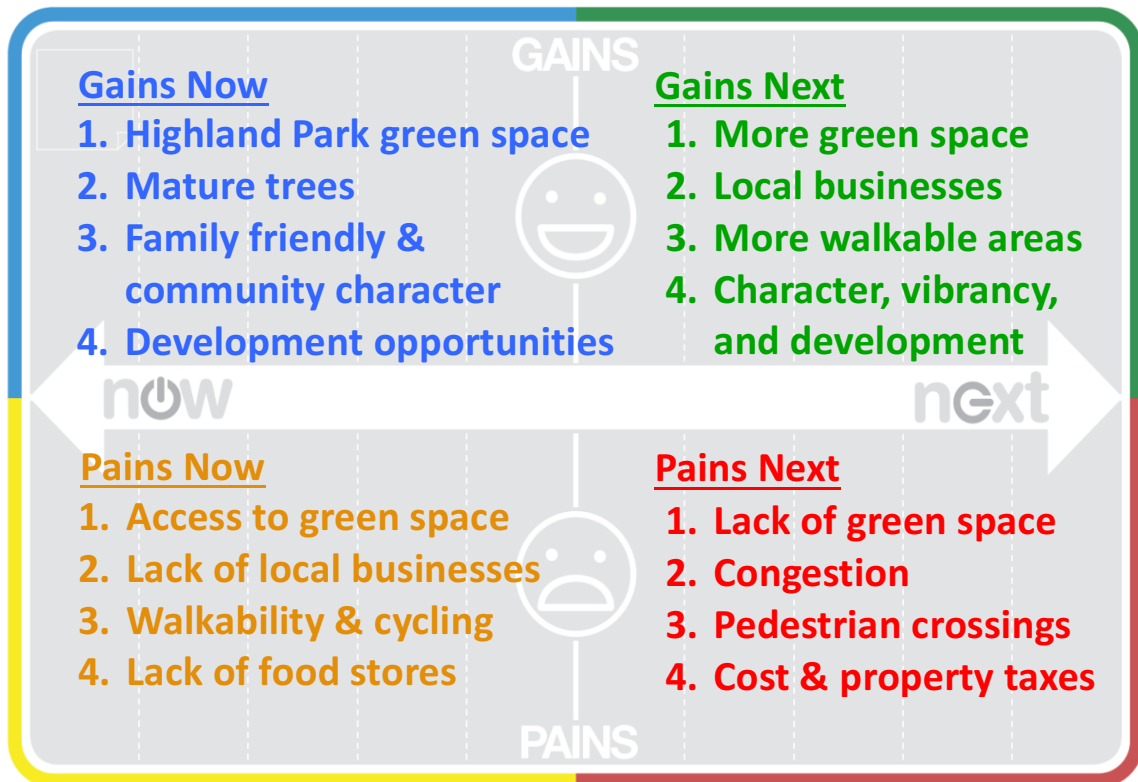 GAINS
Gains Now
1. Highland Park green space
2. Mature trees
3. Family friendly &
community character
4. Development opportunities
Gains Next
1. More green space
2. Local businesses
3. More walkable areas
4. Character, vibrancy,
and development
now
next
Pains Now
1. Access to green space
2. Lack of local businesses
3. Walkability & cycling
4. Lack of food stores
Pains Next
1. Lack of green space
2. Congestion
3. Pedestrian crossings
4. Cost & property taxes
PAINS